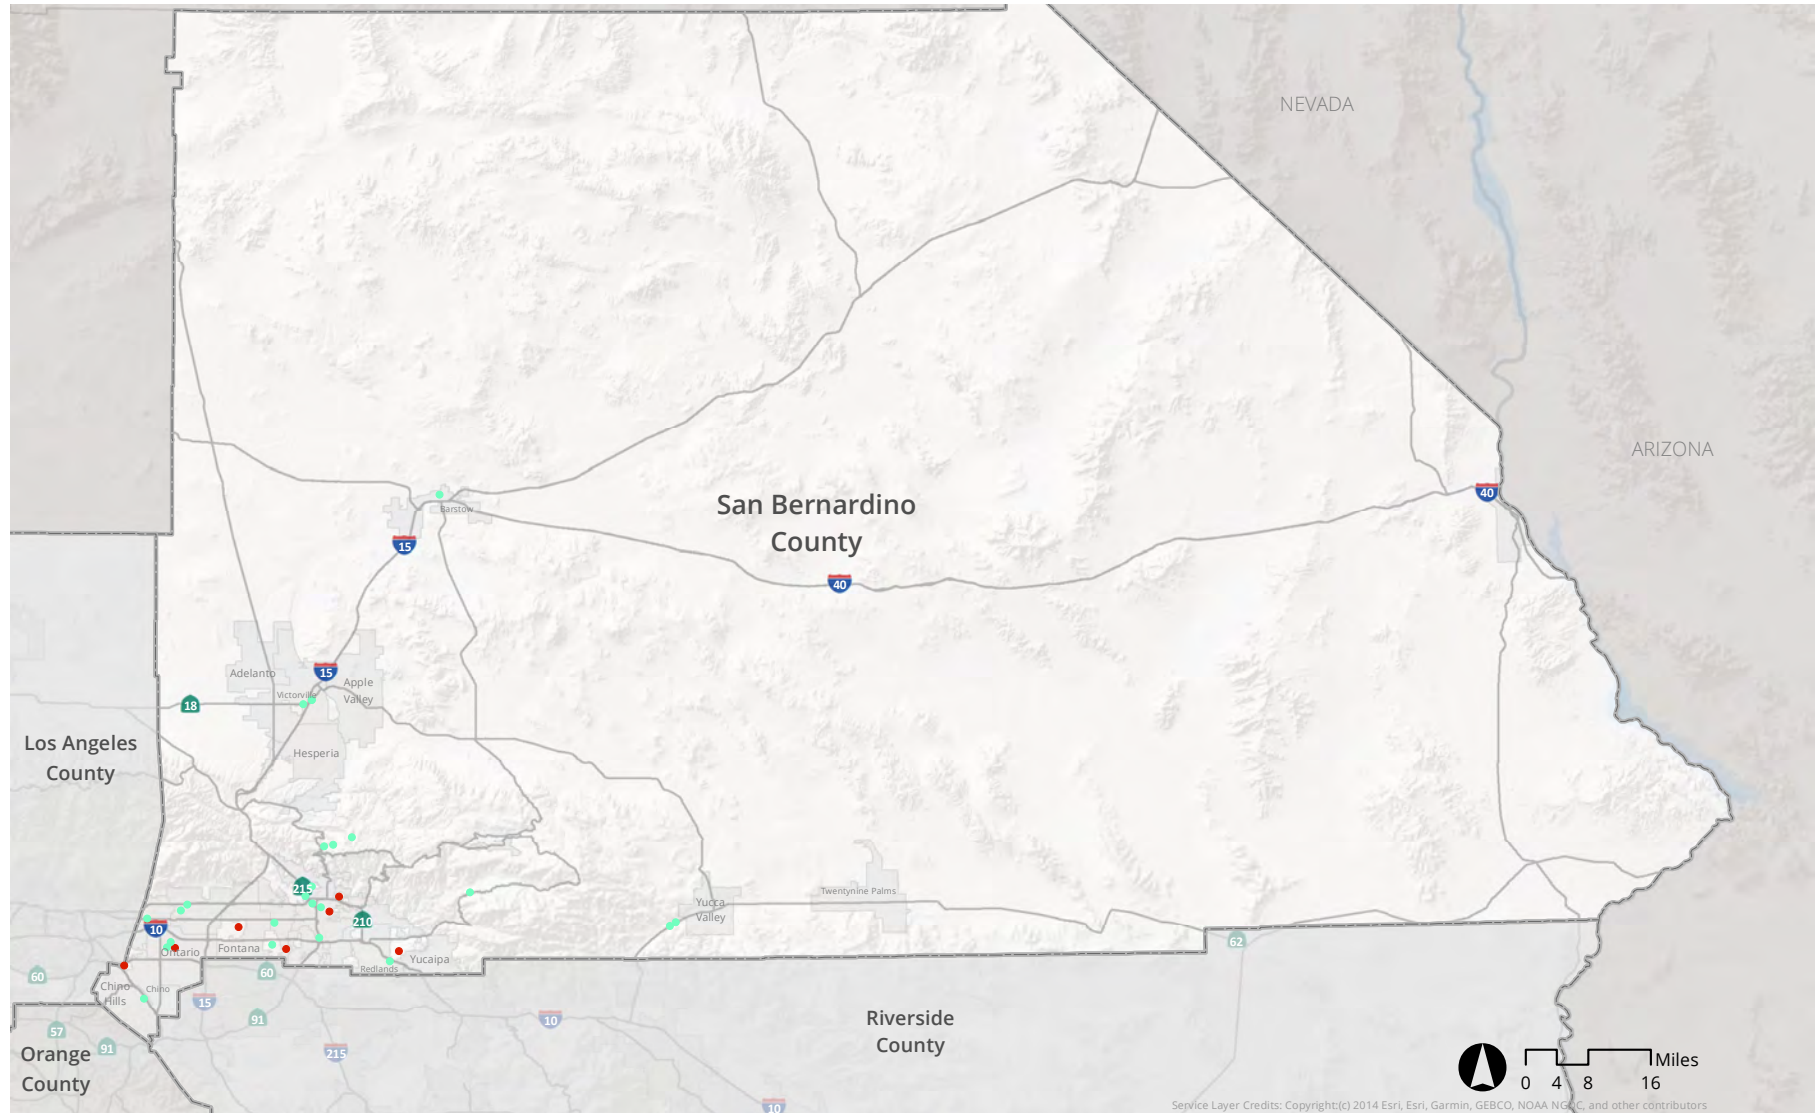 NEVADA
ARIZONA
40
San Bernardino
County
Barstow
15
40
Adelanto
15
Apple
Valley
Victorville
18
Hesperia
Los Angeles
County
215
Twentynine Palms
Yucca
Valley
210
10
Ontario
Fontana
Yucaipa
Redlands
62
60
60
Chino
Hills
Chino
15
91
57
91
10
215
Riverside
County
Orange
County
10
Miles
0 4 8 16
Service Layer Credits: Copyright:(c) 2014 Esri, Esri, Garmin, GEBCO, NOAA NGDC, and other contributors